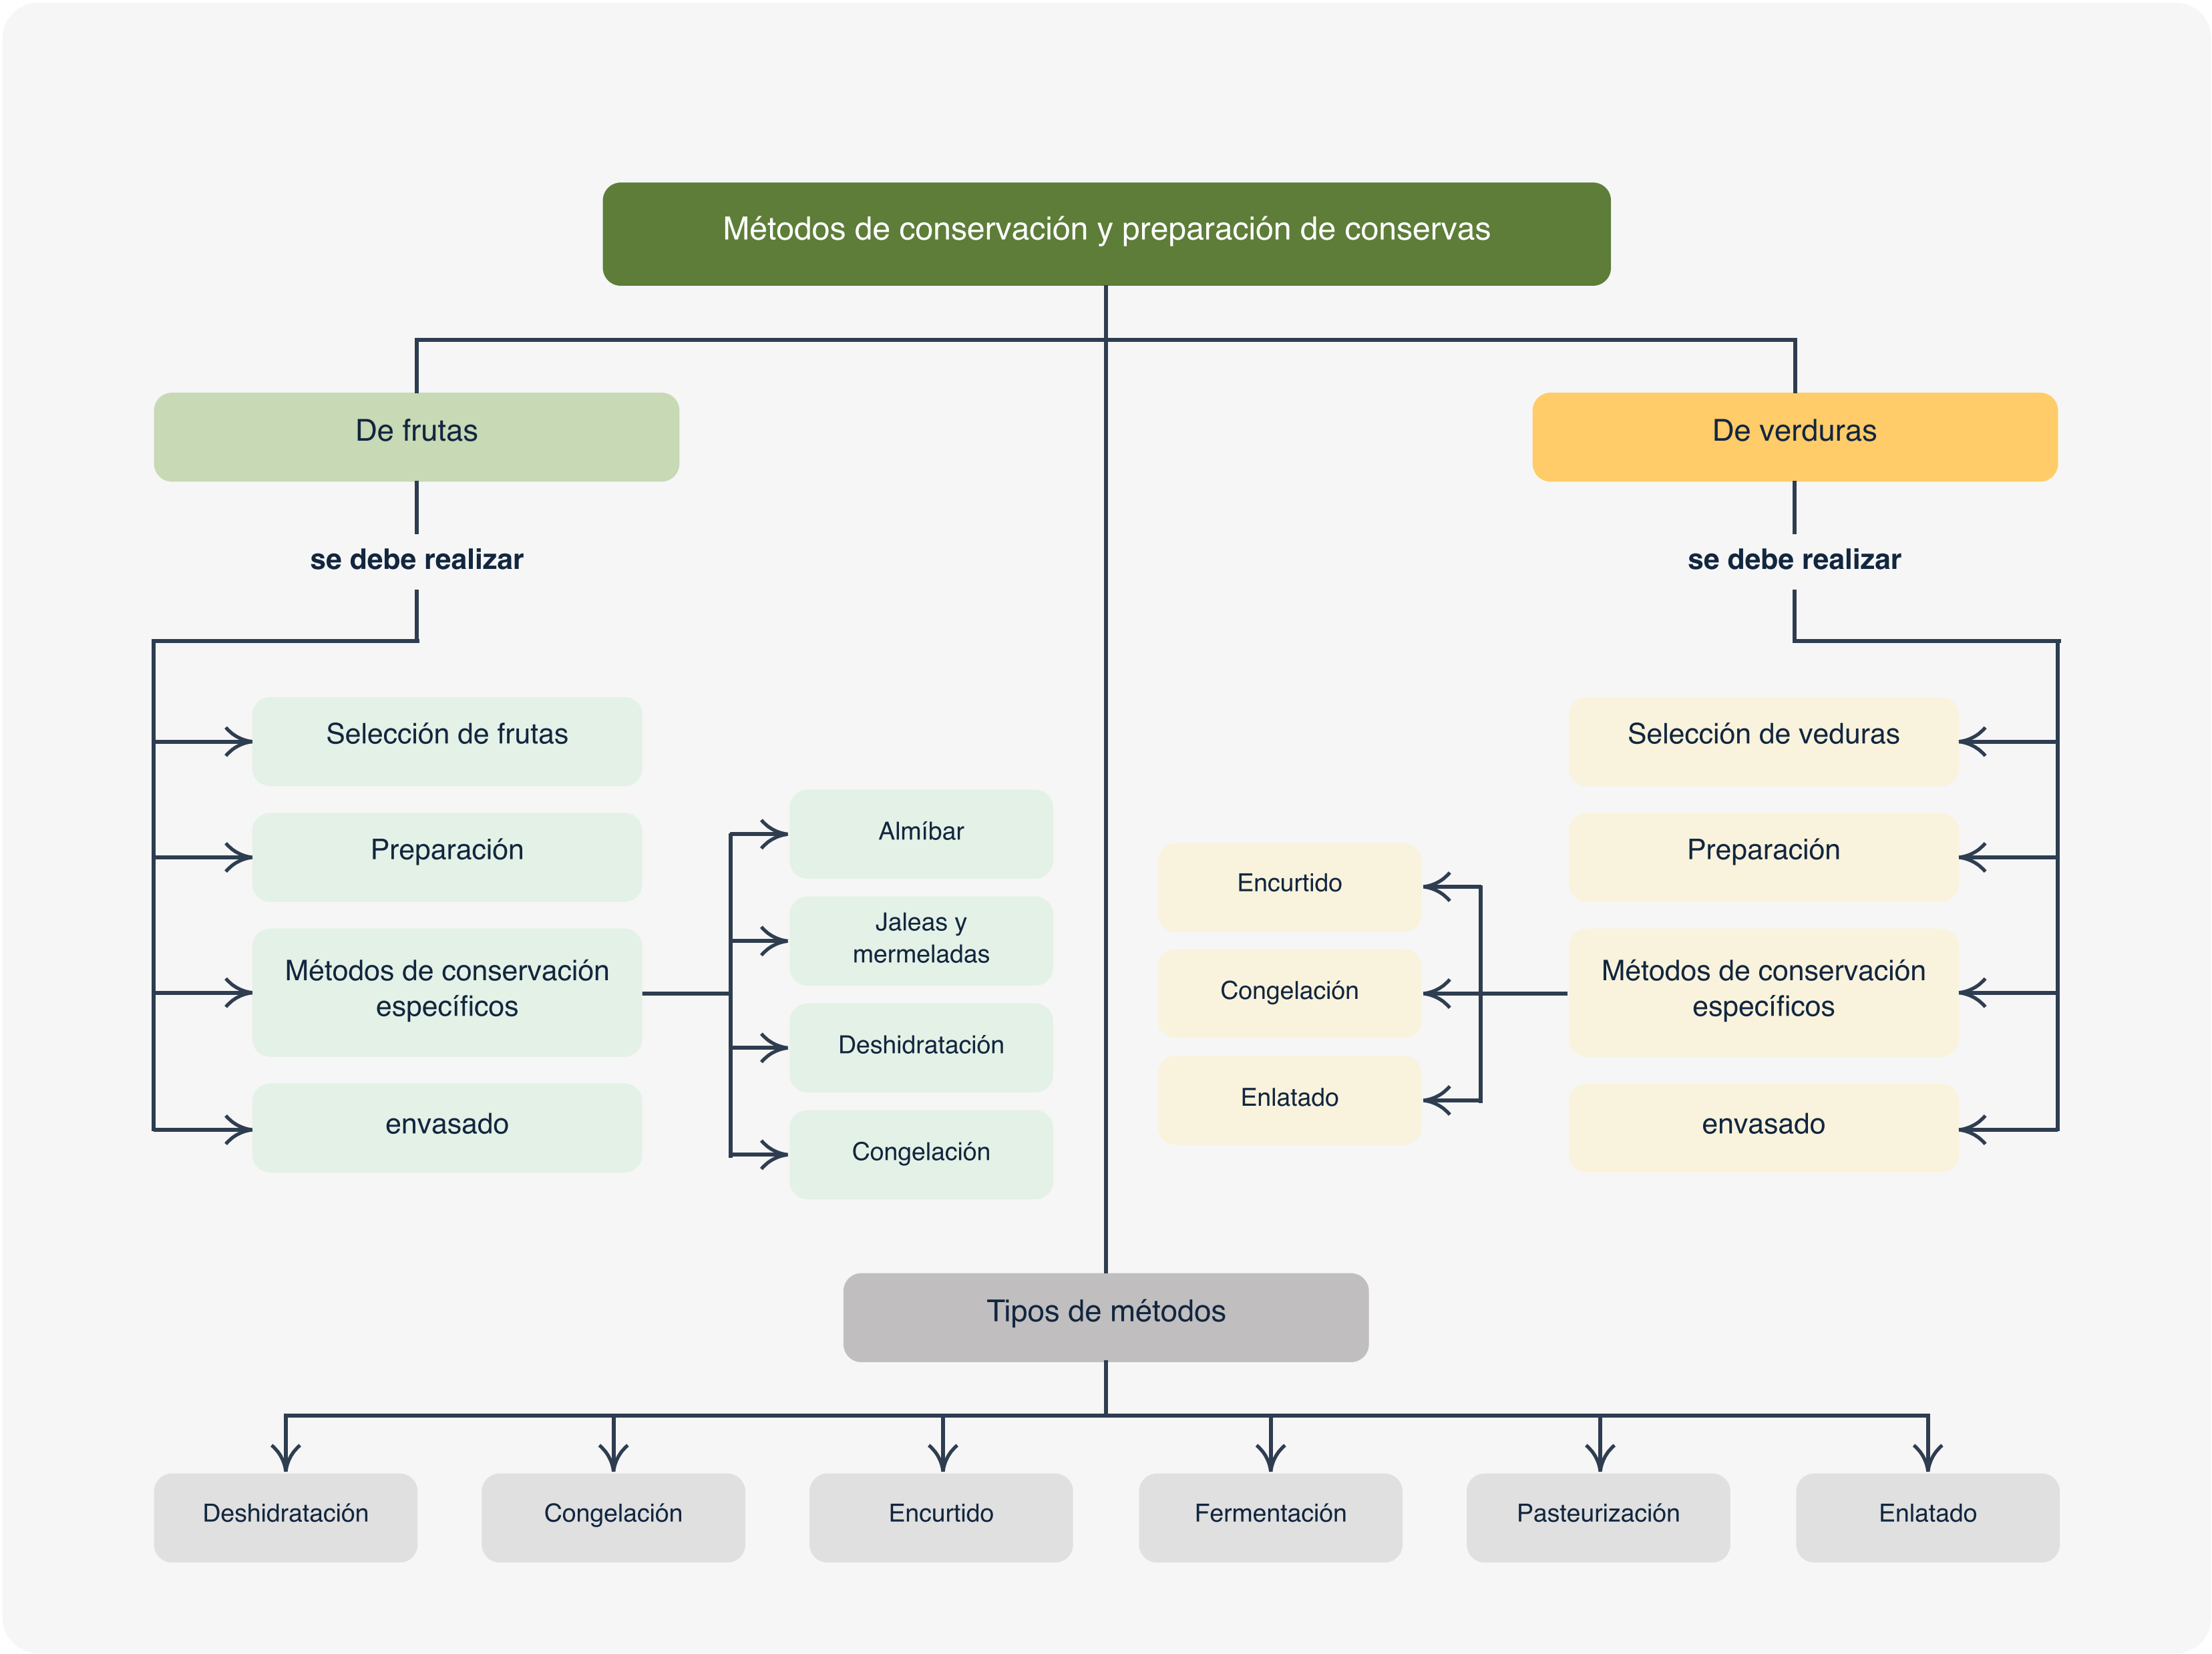 Métodos de conservación y preparación de conservas
De frutas
se debe realizar
Selección de frutas
Preparación
Métodos de conservación
específicos
envasado
Almíbar
Jaleas y
mermeladas
Deshidratación
Congelación
De verduras
se debe realizar
Selección de veduras
Preparación
Métodos de conservación
específicos
envasado
Encurtido
Congelación
Enlatado
Tipos de métodos
Deshidratación
Congelación
Encurtido
Fermentación
Pasteurización
Enlatado